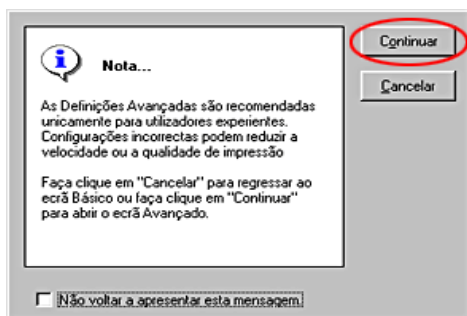 Nota...
As Definições Avançadas são recomendadas
unicamente para utilizadores experientes.
Configurações incorrectas podem reduzir a
velocidade ou a qualidade de impressão
Faça clique em "Cancelar" para regressar ao
ecrã Básico ou faça clique em "Continuar"
para abrir o ecrã Avançado.
Continuar
Cancelar
Não voltar a apresentar esta mensagem.